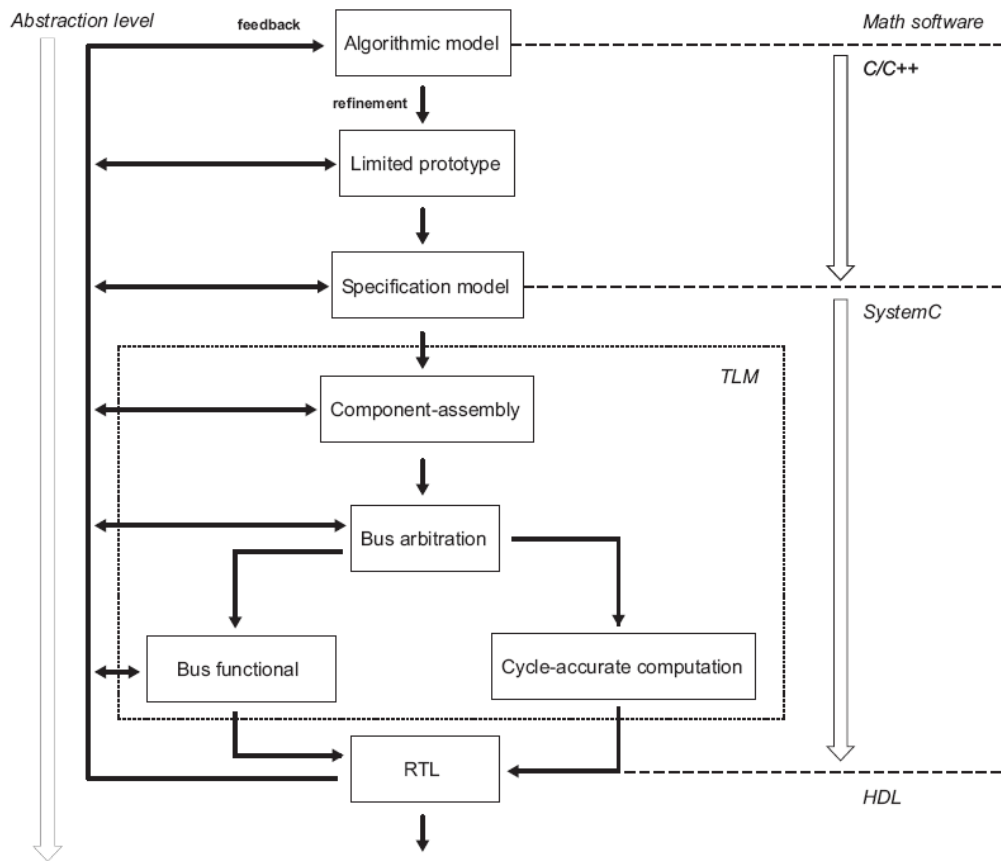 Abstraction level
feedback
Algorithmic model
Math software
C/C++
refinement
Limited prototype
Specification model
SystemC
TLM
Component-assembly
Bus arbitration
Bus functional
Cycle-accurate computation
RTL
HDL